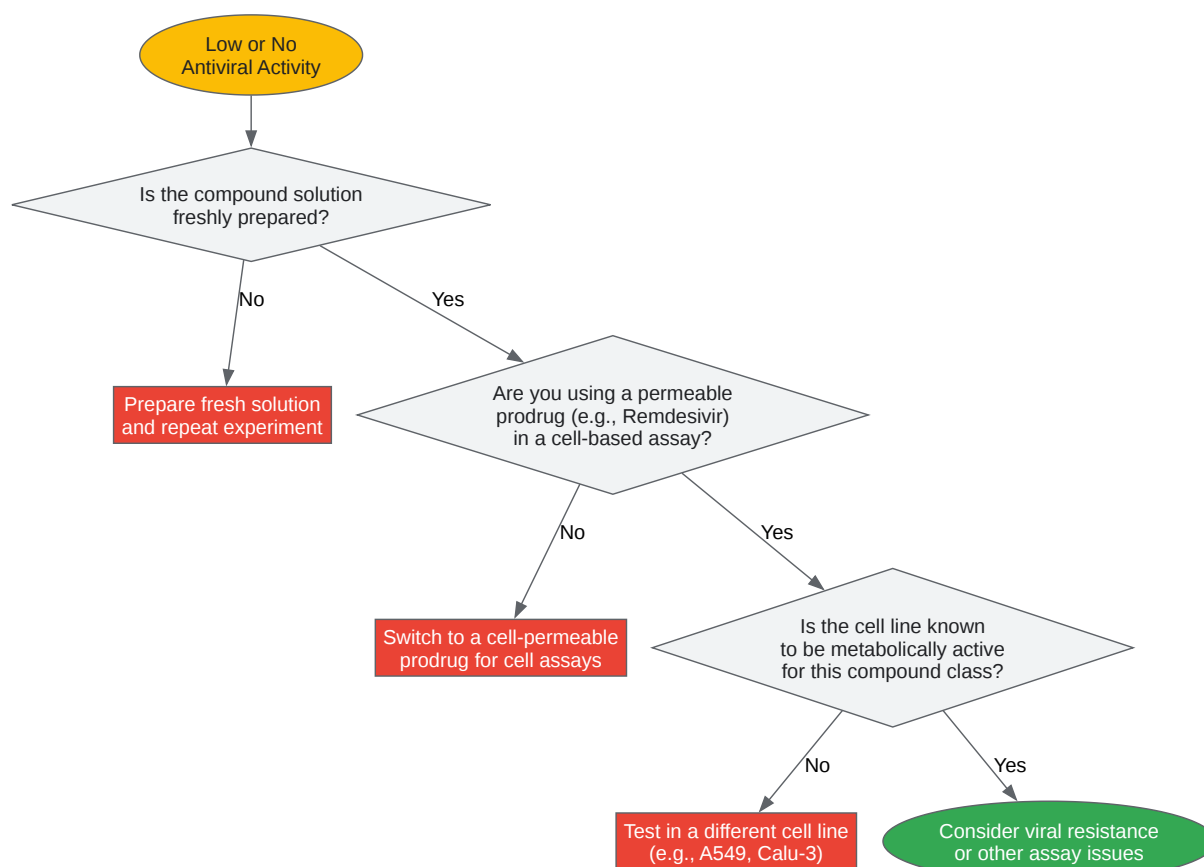 Low or No
Antiviral Activity
Is the compound solution
freshly prepared?
No
Yes
Prepare fresh solution
and repeat experiment
Are you using a permeable
prodrug (e.g., Remdesivir)
in a cell-based assay?
No
Yes
Switch to a cell-permeable
prodrug for cell assays
Is the cell line known
to be metabolically active
for this compound class?
No
Yes
Test in a different cell line
(e.g., A549, Calu-3)
Consider viral resistance
or other assay issues